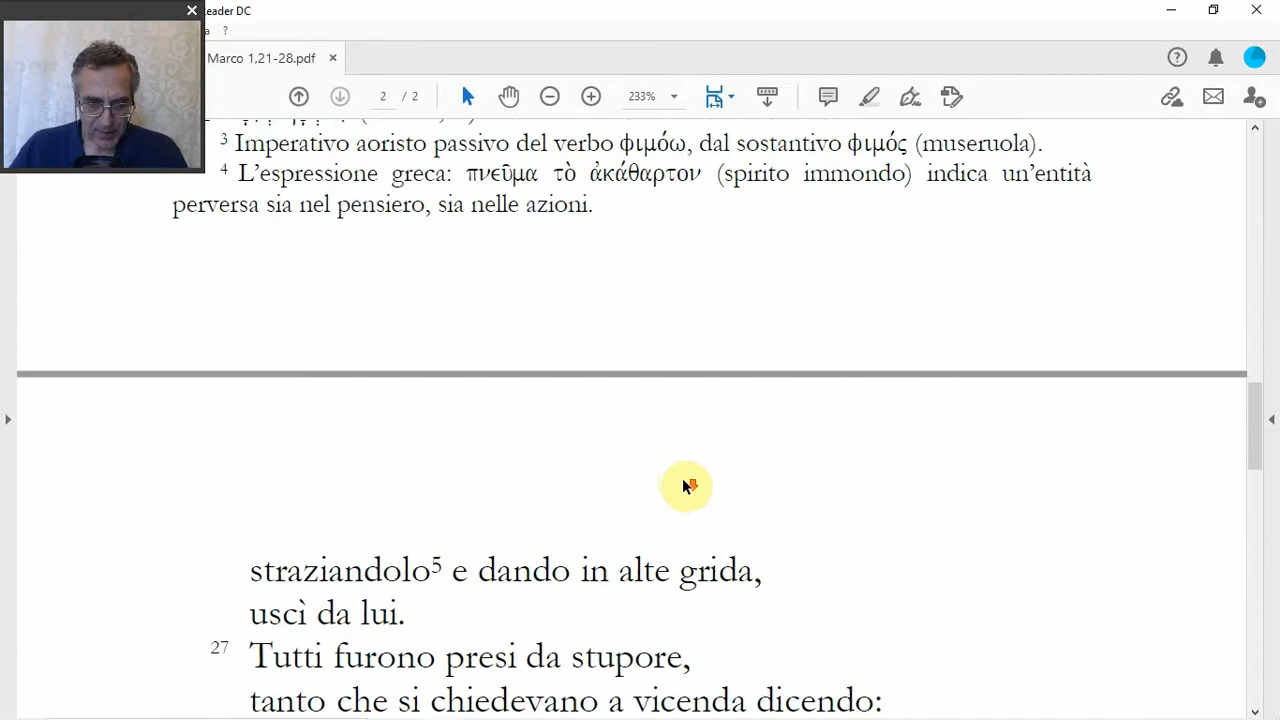 eader DC
a ?
Marco 1,21-28.pdf
2 / 2
233%
3 Imperativo aoristo passivo del verbo φιμόω, dal sostantivo φιμός (museruola).
4 L’espressione greca: πνεῦμα τὸ ἀκάθαρτον (spirito immondo) indica un’entità
perversa sia nel pensiero, sia nelle azioni.
straziandolo5 e dando in alte grida,
uscì da lui.
27 Tutti furono presi da stupore,
tanto che si chiedevano a vicenda dicendo: